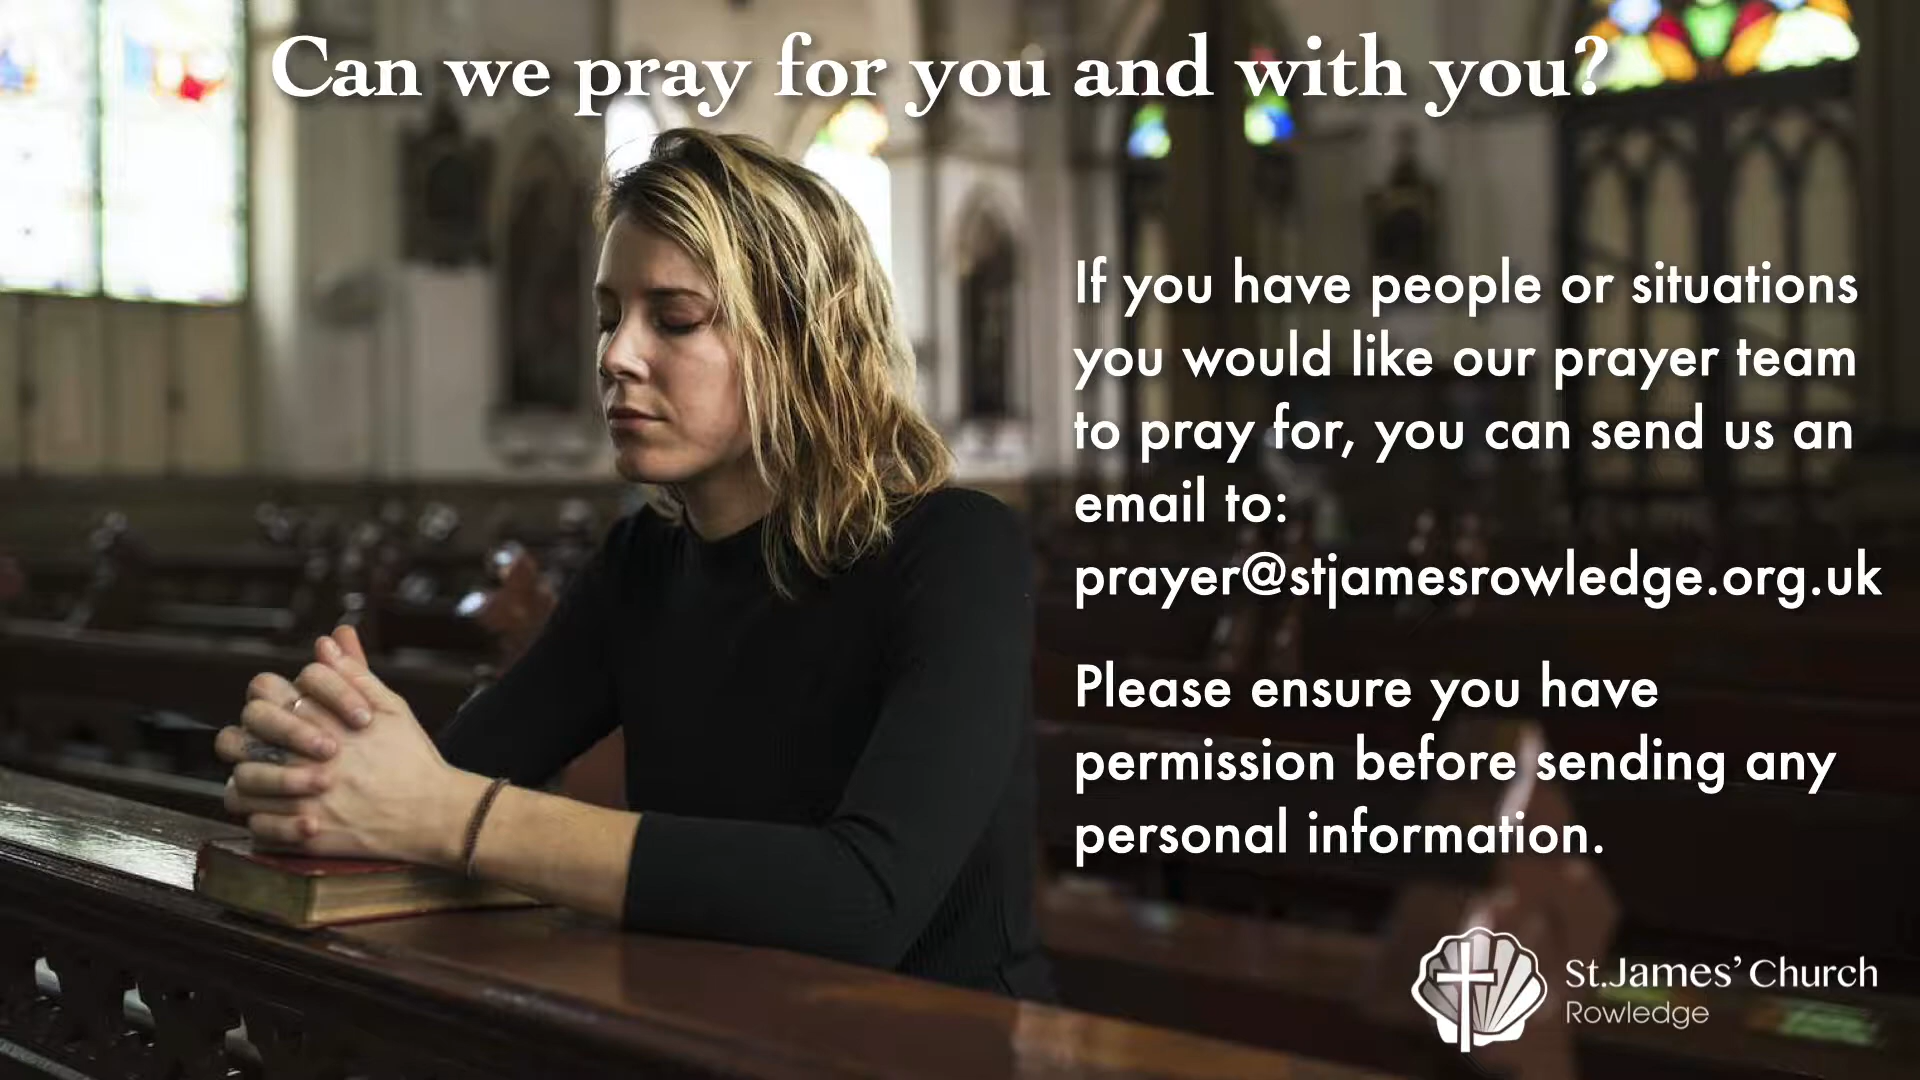 Can we pray for you and with you?
If you have people or situations
you would like our prayer team
to pray for, you can send us an
email to:
prayer@stjamesrowledge.org.uk
Please ensure you have
permission before sending any
personal information.
St.James’ Church
Rowledge